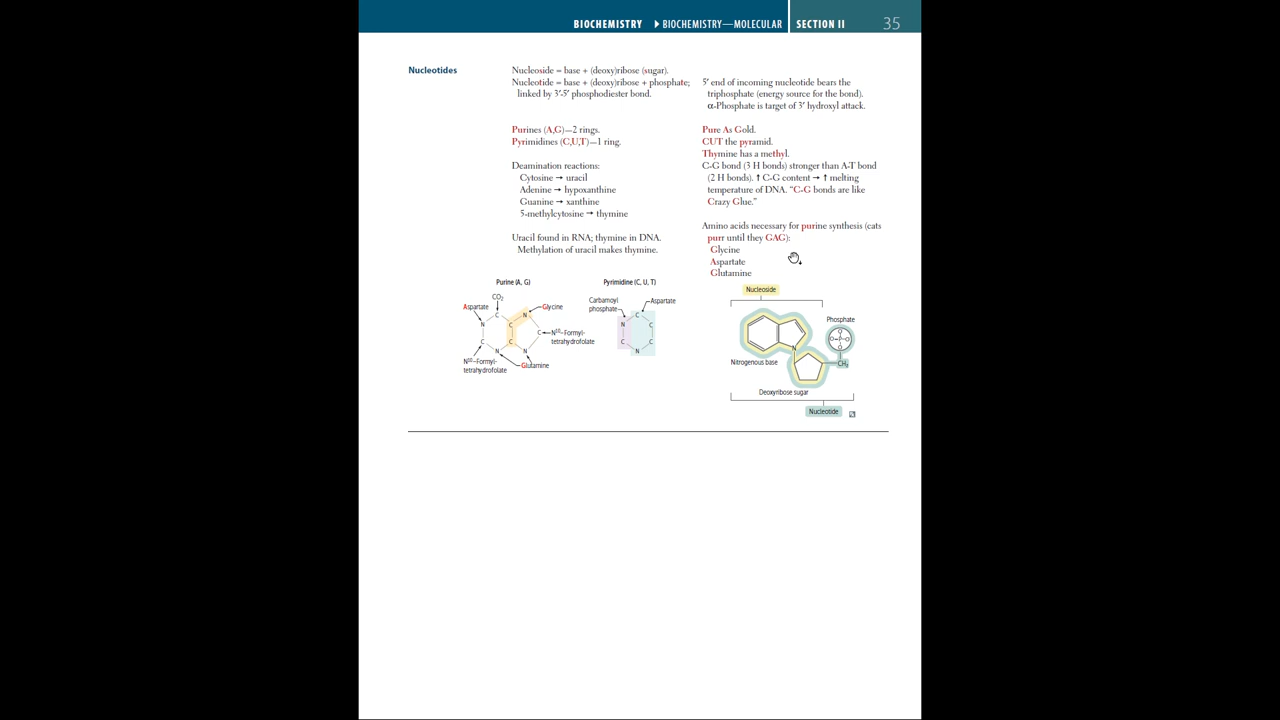 BIOCHEMISTRY ▶ BIOCHEMISTRY—MOLECULAR SECTION II 35
Nucleotides
Nucleoside = base + (deoxy)ribose (sugar).
Nucleotide = base + (deoxy)ribose + phosphate;
linked by 3′-5′ phosphodiester bond.
5′ end of incoming nucleotide bears the
triphosphate (energy source for the bond).
α-Phosphate is target of 3′ hydroxyl attack.
Purines (A,G)—2 rings.
Pyrimidines (C,U,T)—1 ring.
Pure As Gold.
CUT the pyramid.
Thymine has a methyl.
Deamination reactions:
Cytosine → uracil
Adenine → hypoxanthine
Guanine → xanthine
5-methylcytosine → thymine
C-G bond (3 H bonds) stronger than A-T bond
(2 H bonds). ↑ C-G content → ↑ melting
temperature of DNA. “C-G bonds are like
Crazy Glue.”
Uracil found in RNA; thymine in DNA.
Methylation of uracil makes thymine.
Amino acids necessary for purine synthesis (cats
purr until they GAG):
Glycine
Aspartate
Glutamine
Purine (A, G)
CO2
Aspartate
Glycine
C
N
N
C
C
C
C
N
N
N10–Formyl-
tetrahydrofolate
N10–Formyl-
tetrahydrofolate
Glutamine
Pyrimidine (C, U, T)
Carbamoyl
phosphate
Aspartate
C
N
C
C
C
N
Nucleoside
Phosphate
O
O P O
O
N
CH2
Nitrogenous base
Deoxyribose sugar
Nucleotide